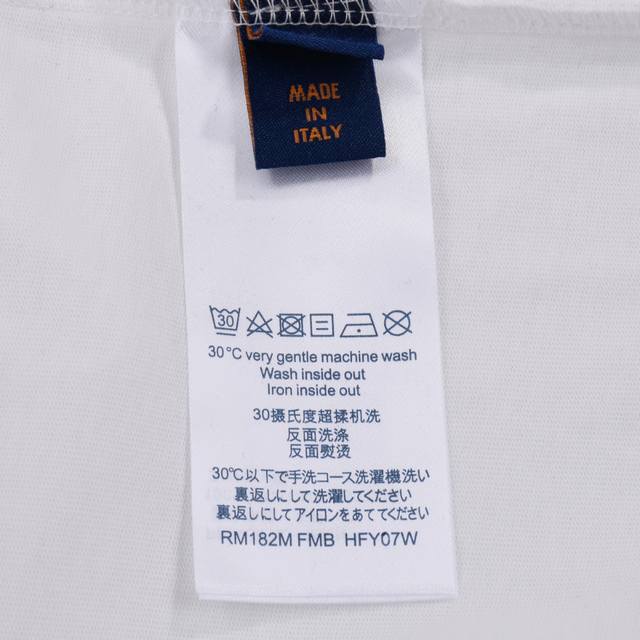 MADE
IN
ITALY
30
30°C very gentle machine wash
Wash inside out
Iron inside out
30摄氏度超揉机洗
反面洗涤
反面熨烫
30℃以下で手洗コース洗濯機洗い
裏返しにして洗濯してください
裏返しにしてアイロンをあててください
RM182M FMB HFY07W